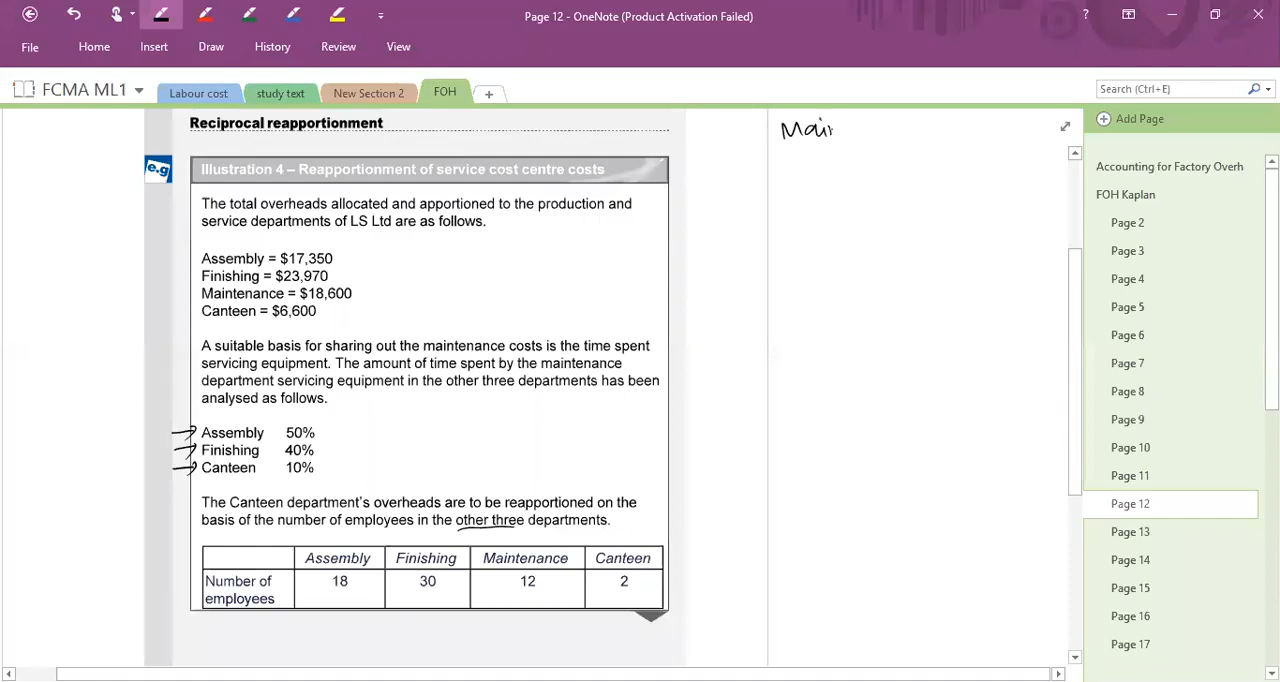 Page 12 - OneNote (Product Activation Failed)
?
File Home Insert Draw History Review View
FCMA ML1
Labour cost study text New Section 2 FOH +
Search (Ctrl+E)
Reciprocal reapportionment
e.g
Illustration 4 – Reapportionment of service cost centre costs
The total overheads allocated and apportioned to the production and
service departments of LS Ltd are as follows.
Assembly = $17,350
Finishing = $23,970
Maintenance = $18,600
Canteen = $6,600
A suitable basis for sharing out the maintenance costs is the time spent
servicing equipment. The amount of time spent by the maintenance
department servicing equipment in the other three departments has been
analysed as follows.
Assembly 50%
Finishing 40%
Canteen 10%
The Canteen department's overheads are to be reapportioned on the
basis of the number of employees in the other three departments.
Assembly Finishing Maintenance Canteen
Number of 18 30 12 2
employees
Main
Add Page
Accounting for Factory Overh
FOH Kaplan
Page 2
Page 3
Page 4
Page 5
Page 6
Page 7
Page 8
Page 9
Page 10
Page 11
Page 12
Page 13
Page 14
Page 15
Page 16
Page 17